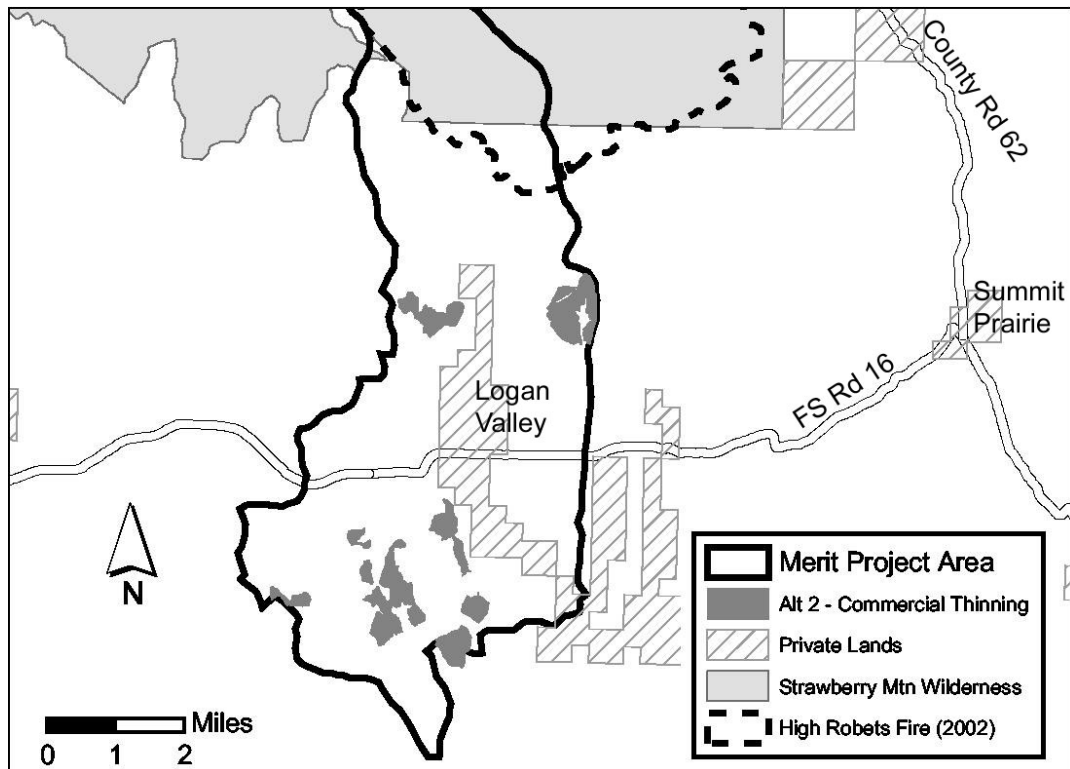 County Rd 62
Summit
Prairie
FS Rd 16
Logan
Valley
N
Miles
0 1 2
Merit Project Area
Alt 2 - Commercial Thinning
Private Lands
Strawberry Mtn Wilderness
High Robets Fire (2002)